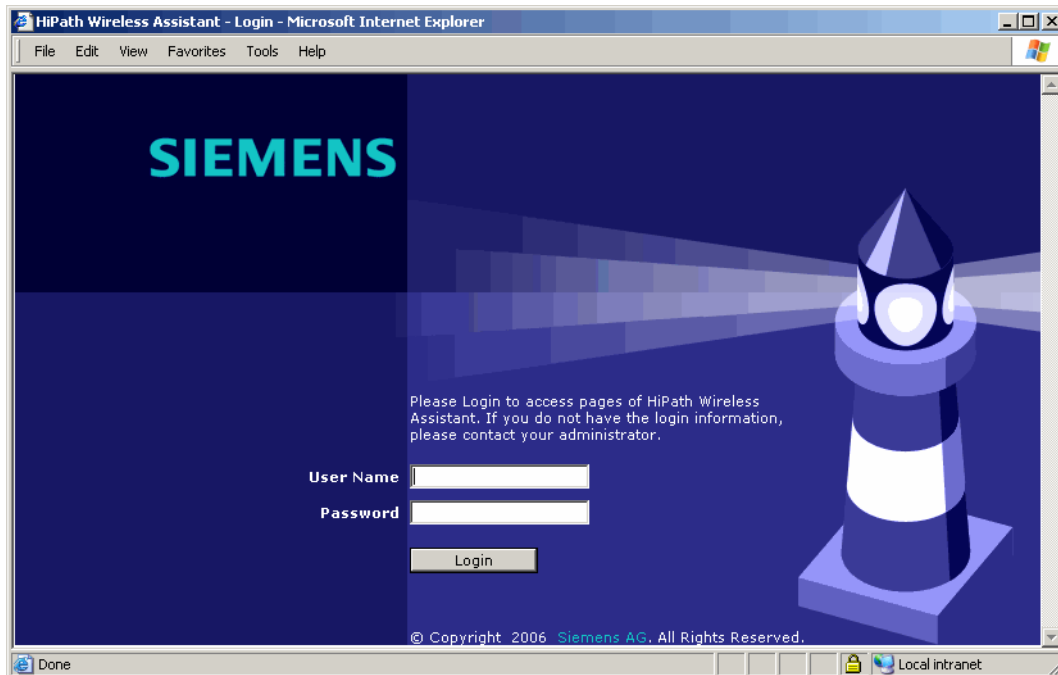 HiPath Wireless Assistant - Login - Microsoft Internet Explorer
File Edit View Favorites Tools Help
SIEMENS
Please Login to access pages of HiPath Wireless
Assistant. If you do not have the login information,
please contact your administrator.
User Name
Password
Login
© Copyright 2006 Siemens AG. All Rights Reserved.
Done Local intranet